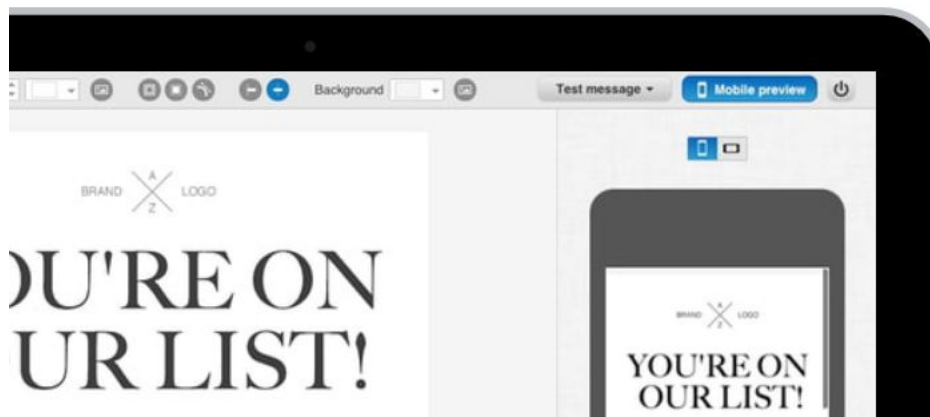 Background
Test message
Mobile preview
A
BRAND LOGO
Z
OU'RE ON
UR LIST!
A
BRAND LOGO
Z
YOU'RE ON
OUR LIST!